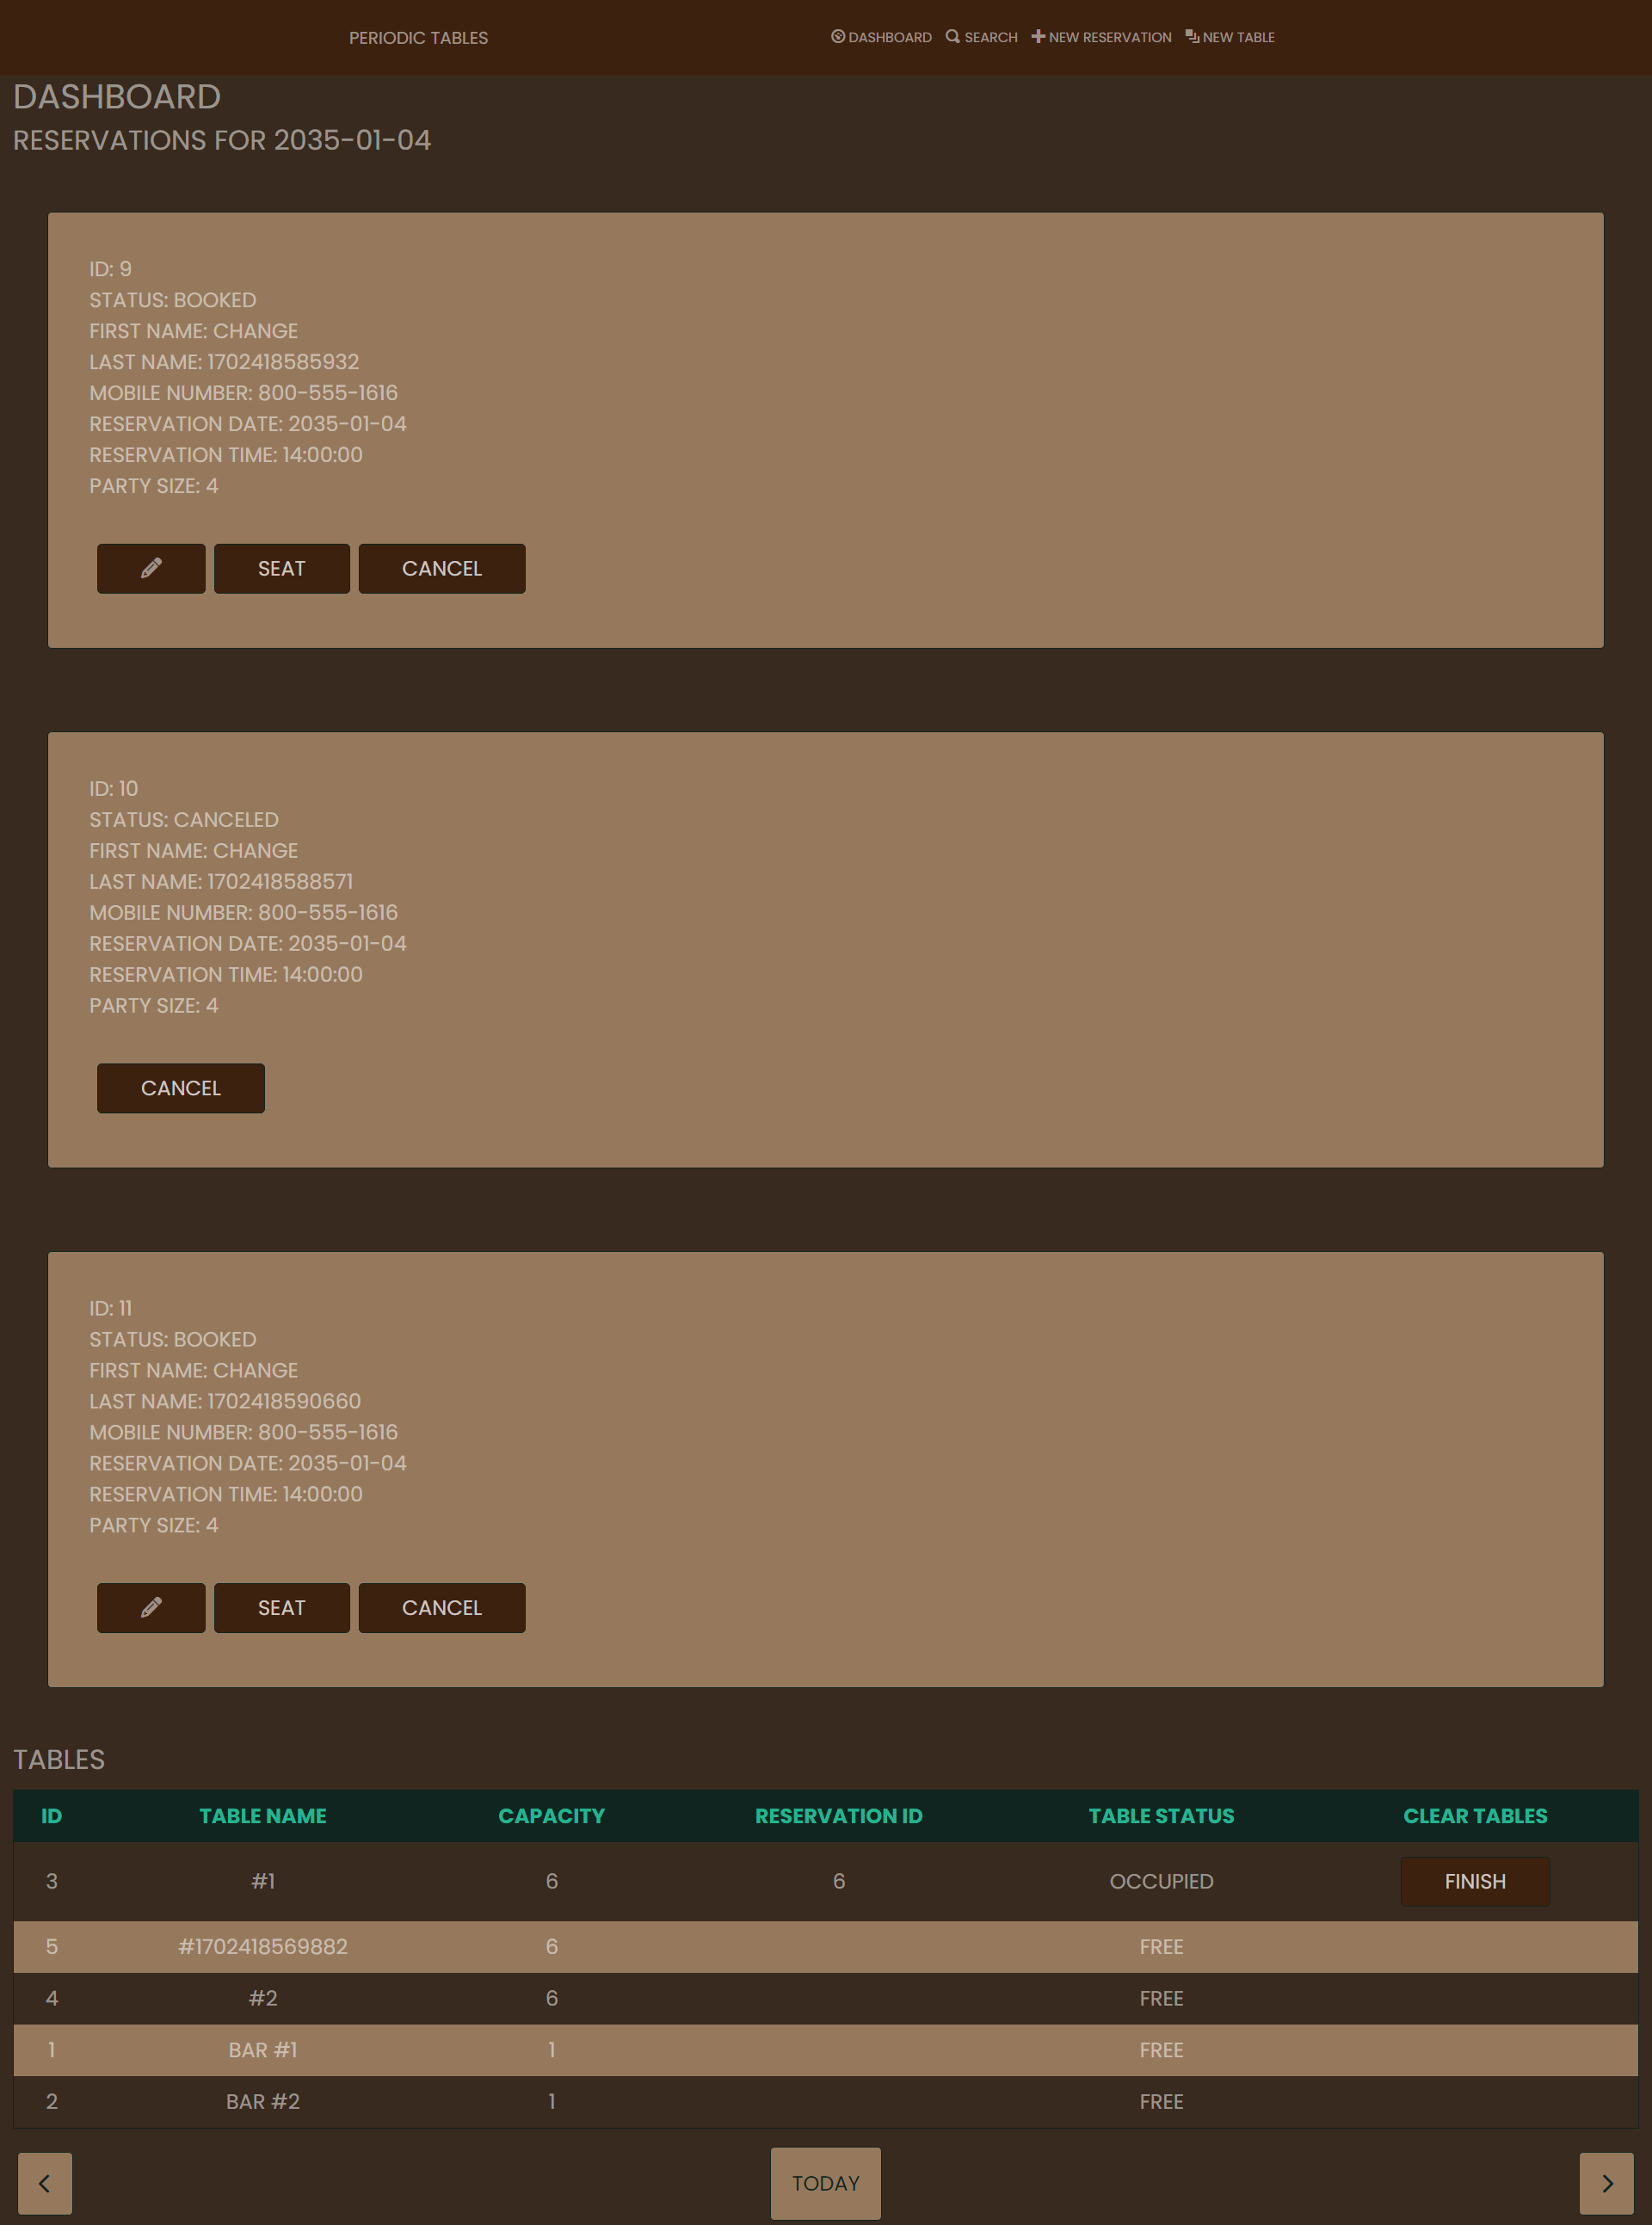 PERIODIC TABLES
DASHBOARD SEARCH NEW RESERVATION NEW TABLE
DASHBOARD
RESERVATIONS FOR 2035-01-04
ID: 9
STATUS: BOOKED
FIRST NAME: CHANGE
LAST NAME: 1702418585932
MOBILE NUMBER: 800-555-1616
RESERVATION DATE: 2035-01-04
RESERVATION TIME: 14:00:00
PARTY SIZE: 4
SEAT CANCEL
ID: 10
STATUS: CANCELED
FIRST NAME: CHANGE
LAST NAME: 1702418588571
MOBILE NUMBER: 800-555-1616
RESERVATION DATE: 2035-01-04
RESERVATION TIME: 14:00:00
PARTY SIZE: 4
CANCEL
ID: 11
STATUS: BOOKED
FIRST NAME: CHANGE
LAST NAME: 1702418590660
MOBILE NUMBER: 800-555-1616
RESERVATION DATE: 2035-01-04
RESERVATION TIME: 14:00:00
PARTY SIZE: 4
SEAT CANCEL
TABLES
ID TABLE NAME CAPACITY RESERVATION ID TABLE STATUS CLEAR TABLES
3 #1 6 6 OCCUPIED FINISH
5 #1702418569882 6 FREE
4 #2 6 FREE
1 BAR #1 1 FREE
2 BAR #2 1 FREE
TODAY